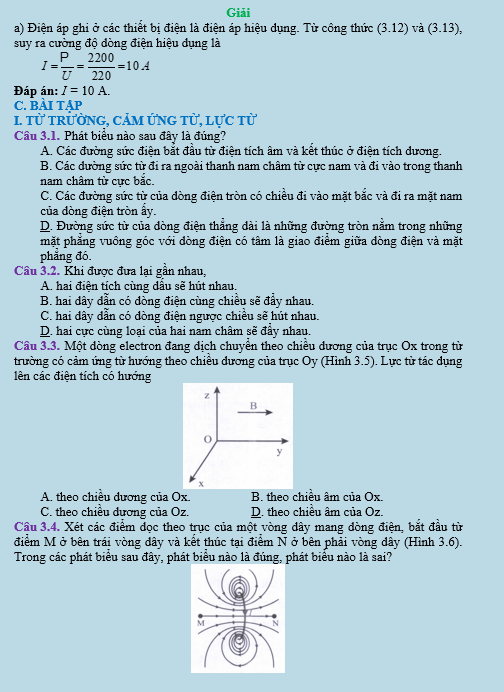 Giải
a) Điện áp ghi ở các thiết bị điện là điện áp hiệu dụng. Từ công thức (3.12) và (3.13),
suy ra cường độ dòng điện hiệu dụng là
I = P/U = 2200/220 = 10 A
Đáp án: I = 10 A.
C. BÀI TẬP
I. TỪ TRƯỜNG, CẢM ỨNG TỪ, LỰC TỪ
Câu 3.1. Phát biểu nào sau đây là đúng?
A. Các đường sức điện bắt đầu từ điện tích âm và kết thúc ở điện tích dương.
B. Các đường sức từ đi ra ngoài thanh nam châm từ cực nam và đi vào trong thanh
nam châm từ cực bắc.
C. Các đường sức từ của dòng điện tròn có chiều đi vào mặt bắc và đi ra mặt nam
của dòng điện tròn ấy.
D. Đường sức từ của dòng điện thẳng dài là những đường tròn nằm trong những
mặt phẳng vuông góc với dòng điện có tâm là giao điểm giữa dòng điện và mặt
phẳng đó.
Câu 3.2. Khi được đưa lại gần nhau,
A. hai điện tích cùng dấu sẽ hút nhau.
B. hai dây dẫn có dòng điện cùng chiều sẽ đẩy nhau.
C. hai dây dẫn có dòng điện ngược chiều sẽ hút nhau.
D. hai cực cùng loại của hai nam châm sẽ đẩy nhau.
Câu 3.3. Một dòng electron đang dịch chuyển theo chiều dương của trục Ox trong từ
trường có cảm ứng từ hướng theo chiều dương của trục Oy (Hình 3.5). Lực từ tác dụng
lên các điện tích có hướng
z
B
O
y
x
A. theo chiều dương của Ox. B. theo chiều âm của Ox.
C. theo chiều dương của Oz. D. theo chiều âm của Oz.
Câu 3.4. Xét các điểm dọc theo trục của một vòng dây mang dòng điện, bắt đầu từ
điểm M ở bên trái vòng dây và kết thúc tại điểm N ở bên phải vòng dây (Hình 3.6).
Trong các phát biểu sau đây, phát biểu nào là đúng, phát biểu nào là sai?
I
M N